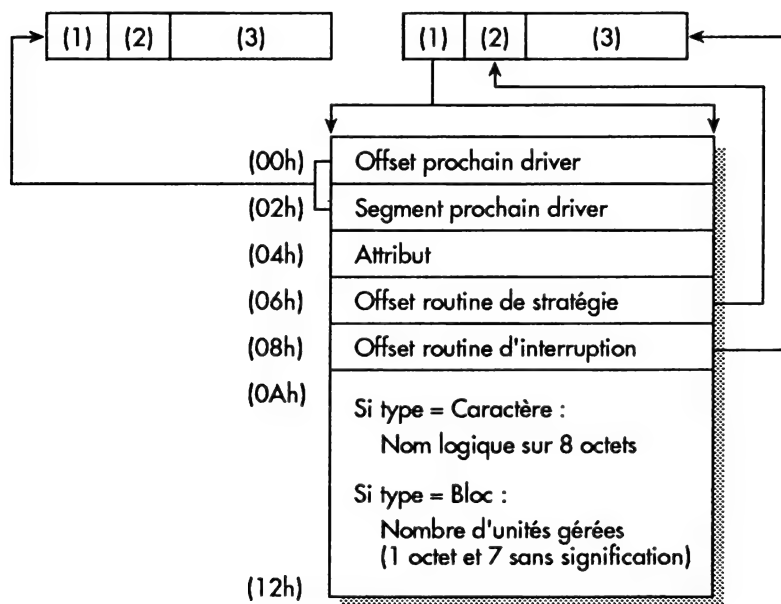 (1) (2) (3) (1) (2) (3)
(00h) Offset prochain driver
(02h) Segment prochain driver
(04h) Attribut
(06h) Offset routine de stratégie
(08h) Offset routine d'interruption
(0Ah)
Si type = Caractère :
Nom logique sur 8 octets
Si type = Bloc :
Nombre d'unités gérées
(1 octet et 7 sans signification)
(12h)